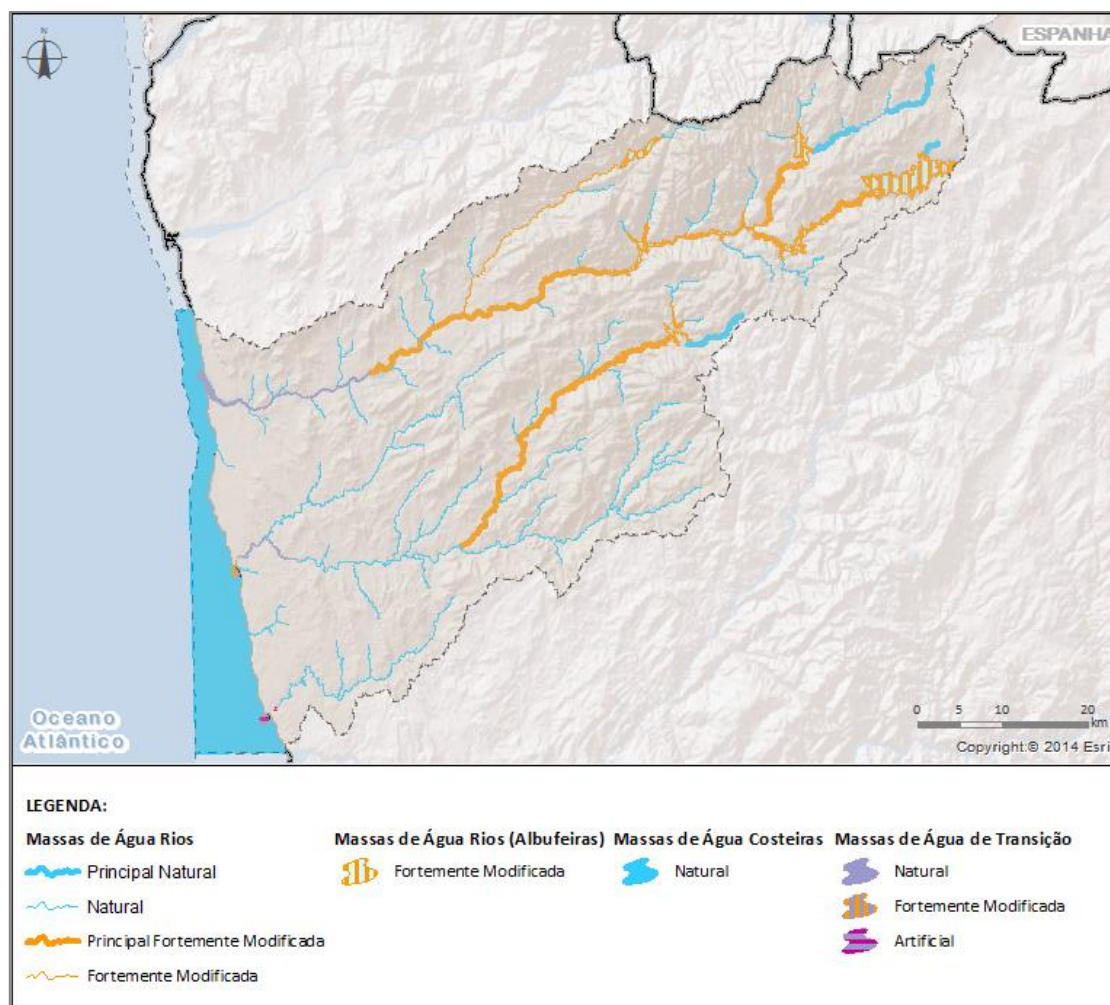 N
ESPANHA
Oceano
Atlântico
0 5 10 20
km
Copyright:© 2014 Esri
LEGENDA:
Massas de Água Rios
Principal Natural
Natural
Principal Fortemente Modificada
Fortemente Modificada
Massas de Água Rios (Albufeiras)
Fortemente Modificada
Massas de Água Costeiras
Natural
Massas de Água de Transição
Natural
Fortemente Modificada
Artificial